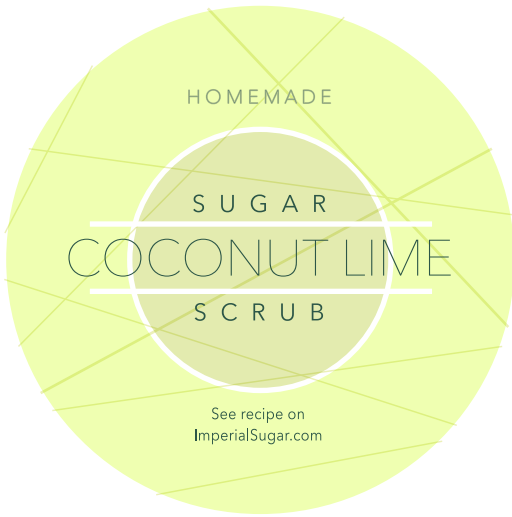 HOMEMADE
SUGAR
COCONUT LIME
SCRUB
See recipe on
ImperialSugar.com